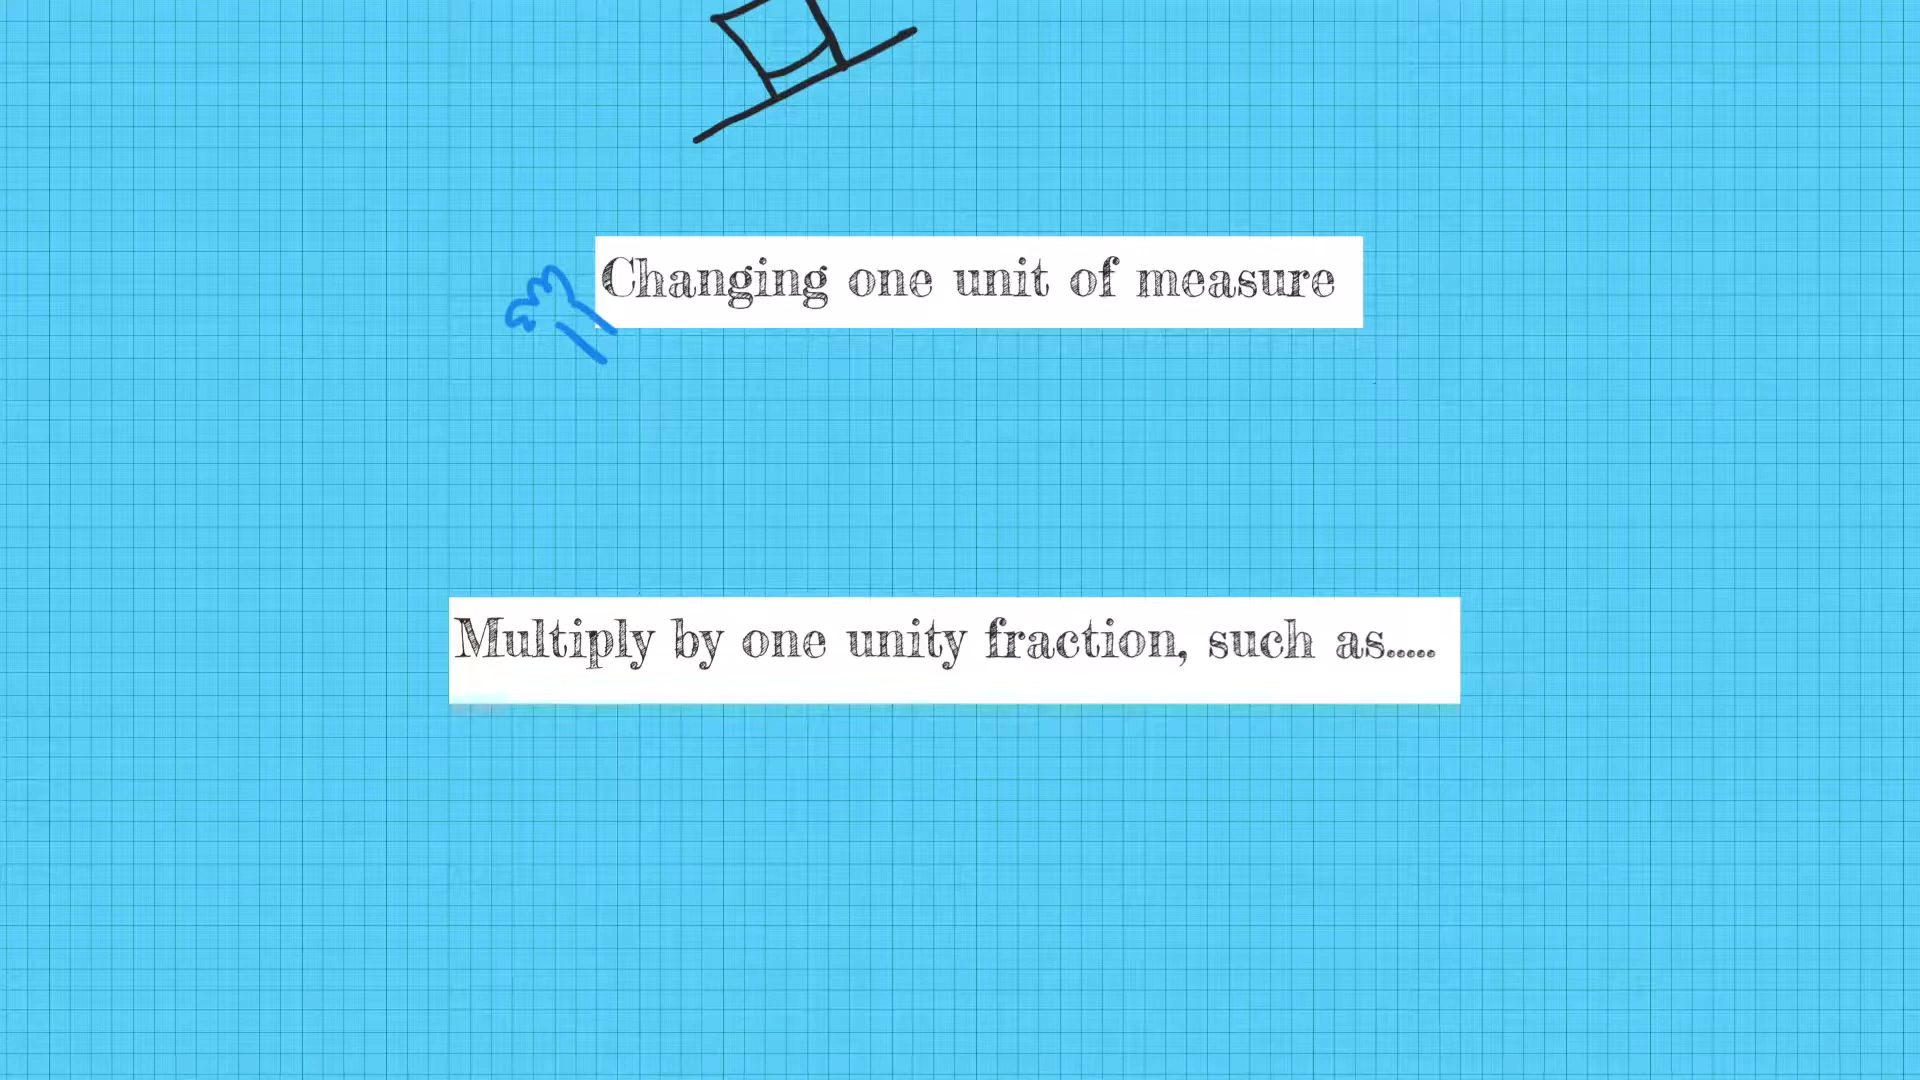 Changing one unit of measure
Multiply by one unity fraction, such as.....